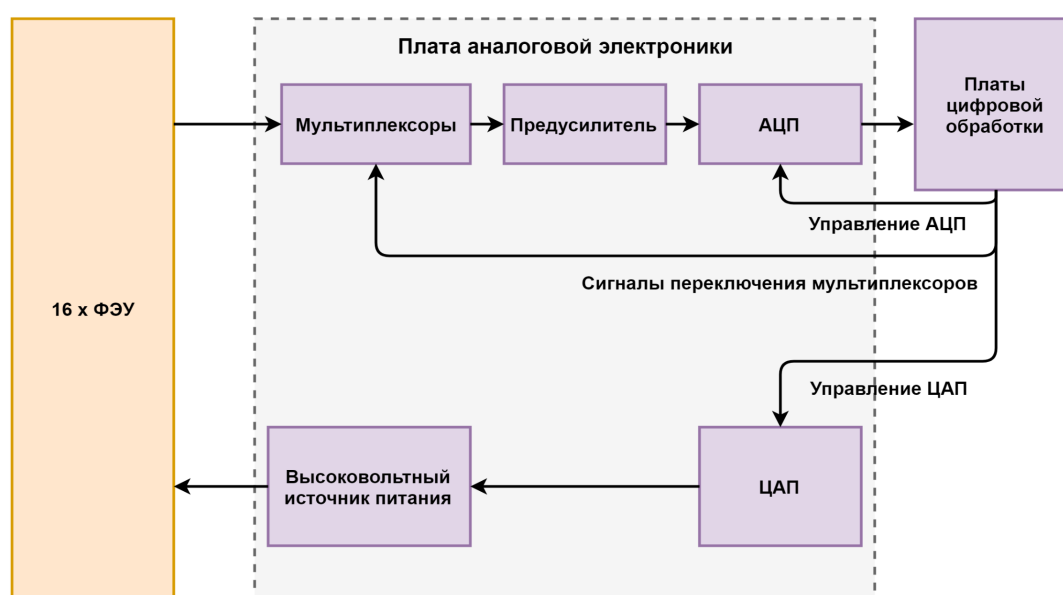 Плата аналоговой электроники
Мультиплексоры
Предусилитель
АЦП
Платы
цифровой
обработки
Управление АЦП
Сигналы переключения мультиплексоров
16 х ФЭУ
Управление ЦАП
Высоковольтный
источник питания
ЦАП